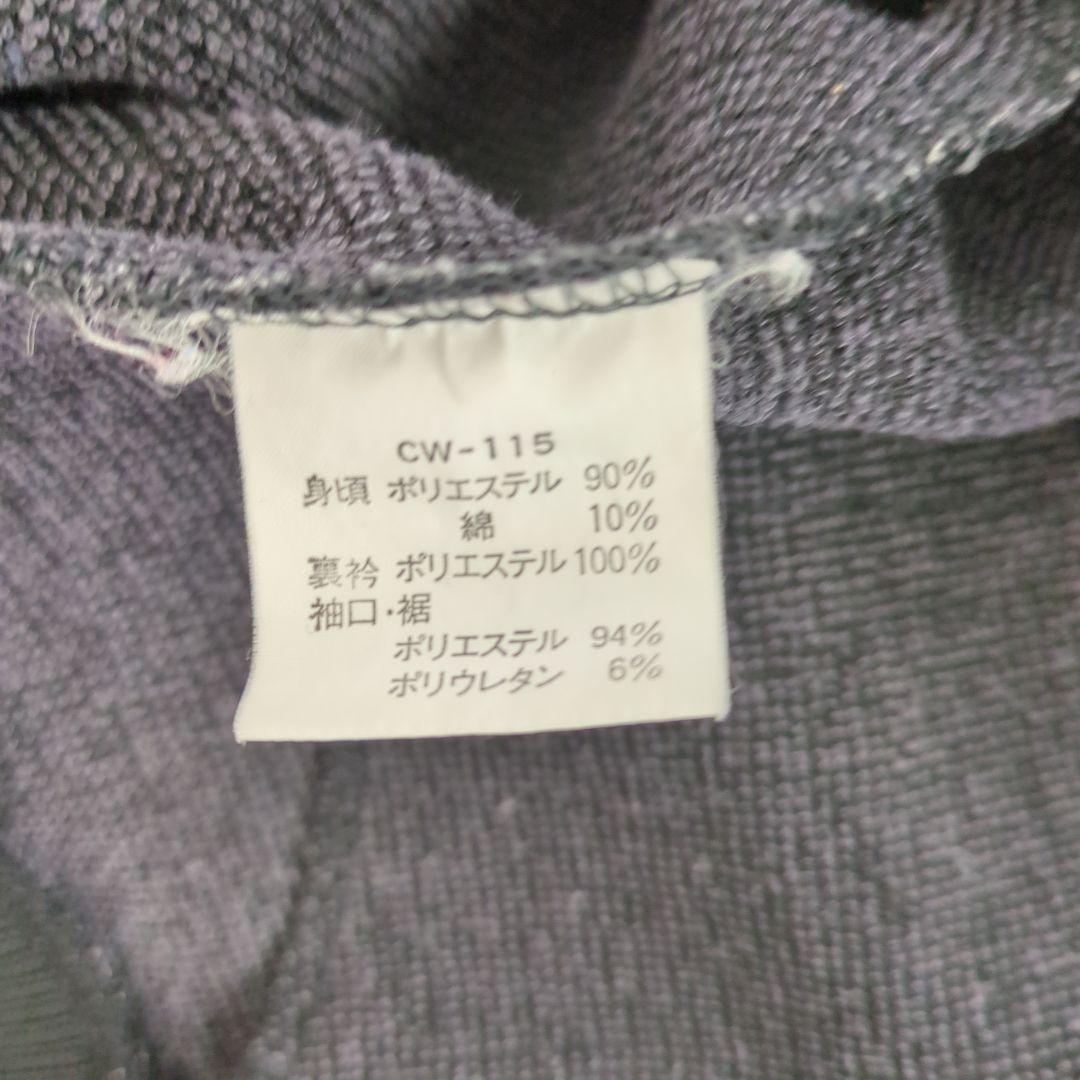 CW-115
身頃 ポリエステル 90%
綿 10%
裏衿 ポリエステル 100%
袖口・裾
ポリエステル 94%
ポリウレタン 6%